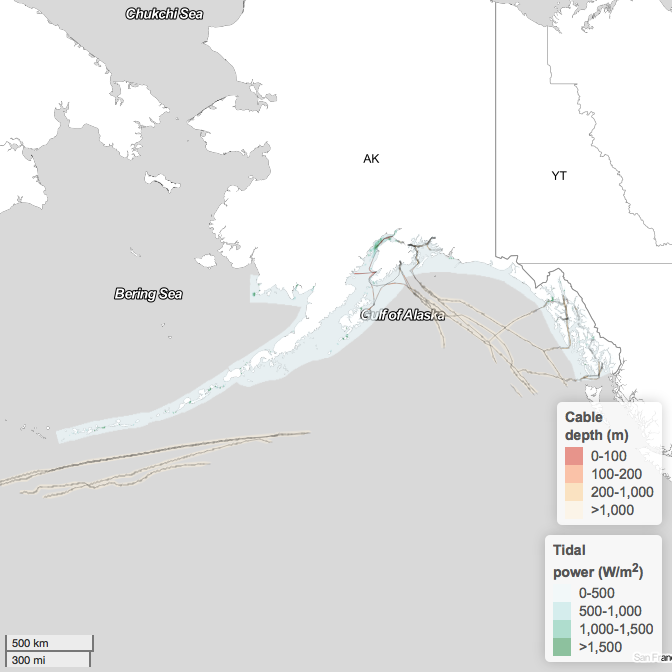 Chukchi Sea
AK
YT
Bering Sea
Gulf of Alaska
Cable
depth (m)
0-100
100-200
200-1,000
>1,000
Tidal
power (W/m²)
0-500
500-1,000
1,000-1,500
>1,500
500 km
300 mi
San Fran